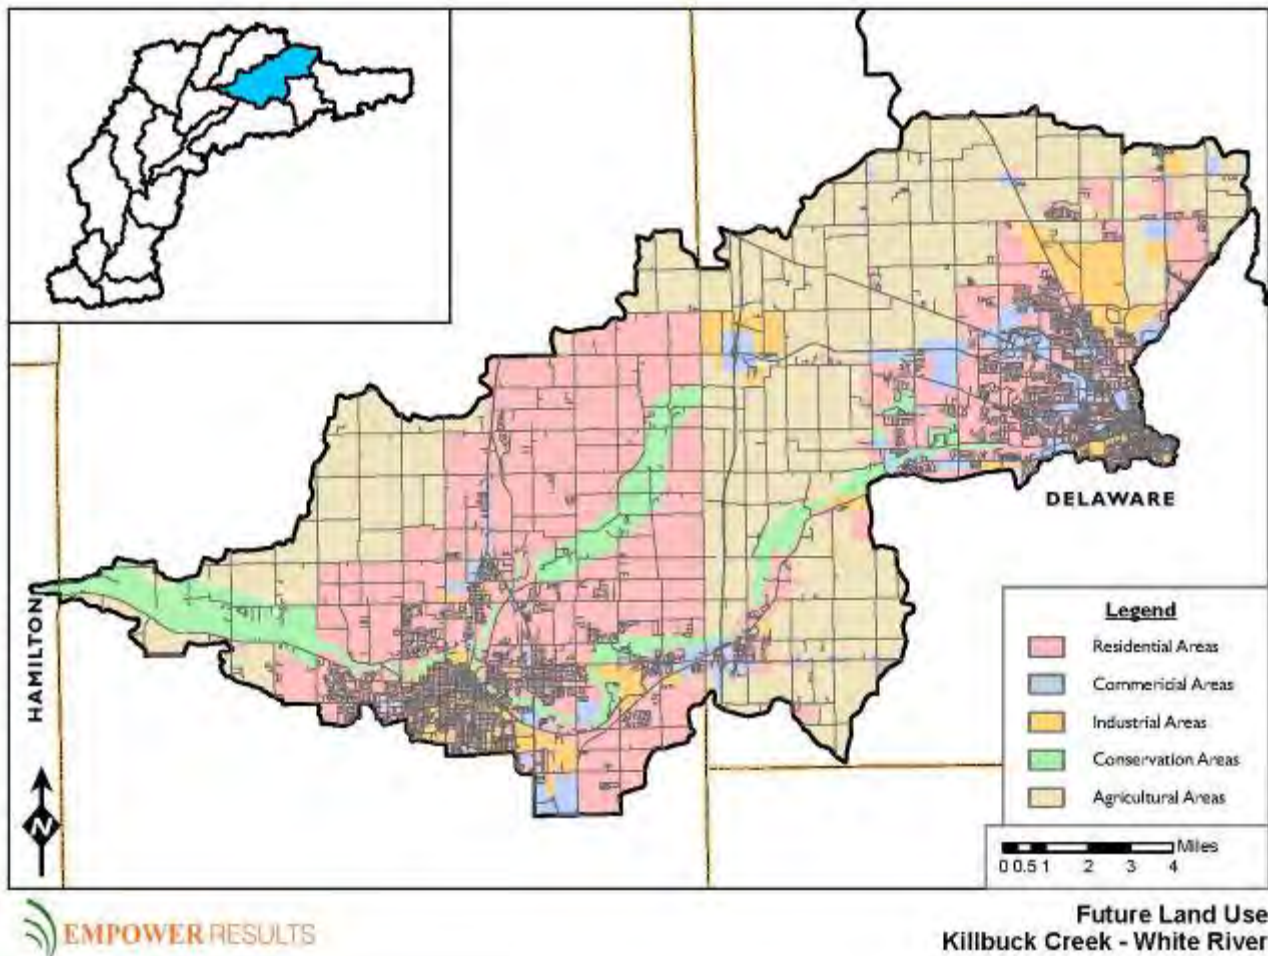 DELAWARE
HAMILTON
Legend
Residential Areas
Commericial Areas
Industrial Areas
Conservation Areas
Agricultural Areas
N
Miles
0 0.5 1 2 3 4
EMPOWER RESULTS
Future Land Use
Killbuck Creek - White River